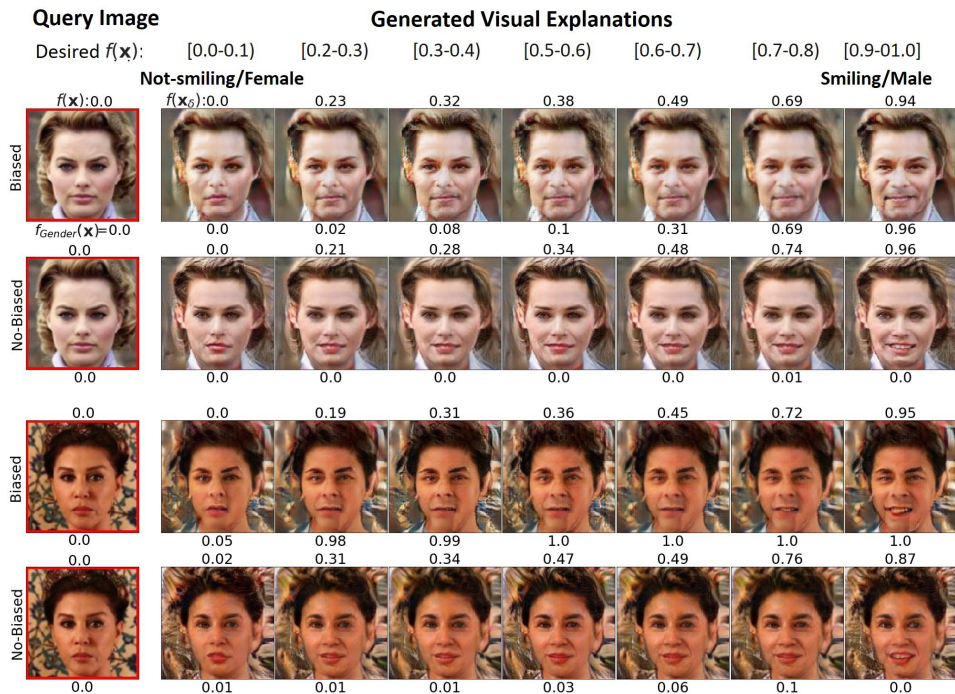 Query Image Generated Visual Explanations
Desired f(x): [0.0-0.1) [0.2-0.3) [0.3-0.4) [0.5-0.6) [0.6-0.7) [0.7-0.8) [0.9-01.0]
Not-smiling/Female Smiling/Male
f(x):0.0 f(xδ):0.0 0.23 0.32 0.38 0.49 0.69 0.94
Biased
fGender(x)=0.0 0.0 0.02 0.08 0.1 0.31 0.69 0.96
0.0 0.0 0.21 0.28 0.34 0.48 0.74 0.96
No-Biased
0.0 0.0 0.0 0.0 0.0 0.0 0.01 0.0
0.0 0.0 0.19 0.31 0.36 0.45 0.72 0.95
Biased
0.0 0.05 0.98 0.99 1.0 1.0 1.0 1.0
0.0 0.02 0.31 0.34 0.47 0.49 0.76 0.87
No-Biased
0.0 0.01 0.01 0.01 0.03 0.06 0.1 0.33